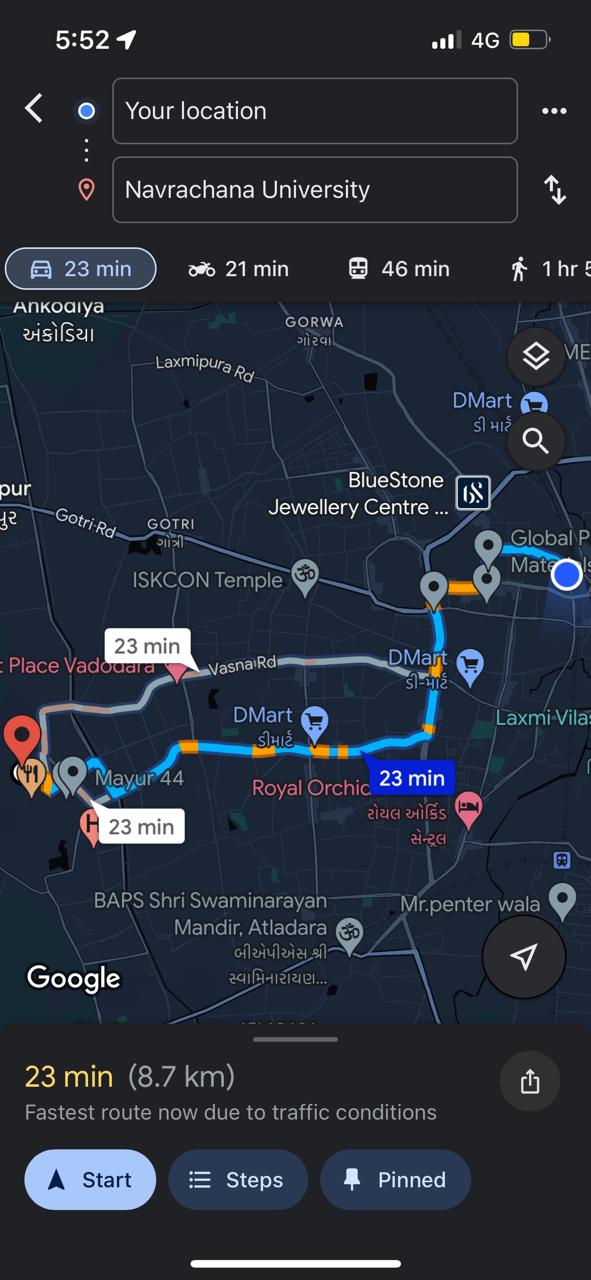 5:52
4G
Your location
Navrachana University
23 min
21 min
46 min
1 hr 5
Ankodiya
અંકોડિયા
GORWA
ગોરવા
Laxmipura Rd
ME
DMart
ડી માર્ટ
BlueStone
Jewellery Centre ...
pur
પુર
Gotri Rd
GOTRI
ગોત્રી
Global P
Materials
ISKCON Temple
23 min
t Place Vadodara
Vasna Rd
DMart
ડી-માર્ટ
DMart
ડીમાર્ટ
Laxmi Vilas
Mayur 44
Royal Orchid
23 min
રોયલ ઓર્કિડ
સેન્ટ્રલ
H
23 min
BAPS Shri Swaminarayan
Mandir, Atladara
બીએપીએસ શ્રી
સ્વામિનારાયણ...
Mr.penter wala
Google
23 min (8.7 km)
Fastest route now due to traffic conditions
Start
Steps
Pinned